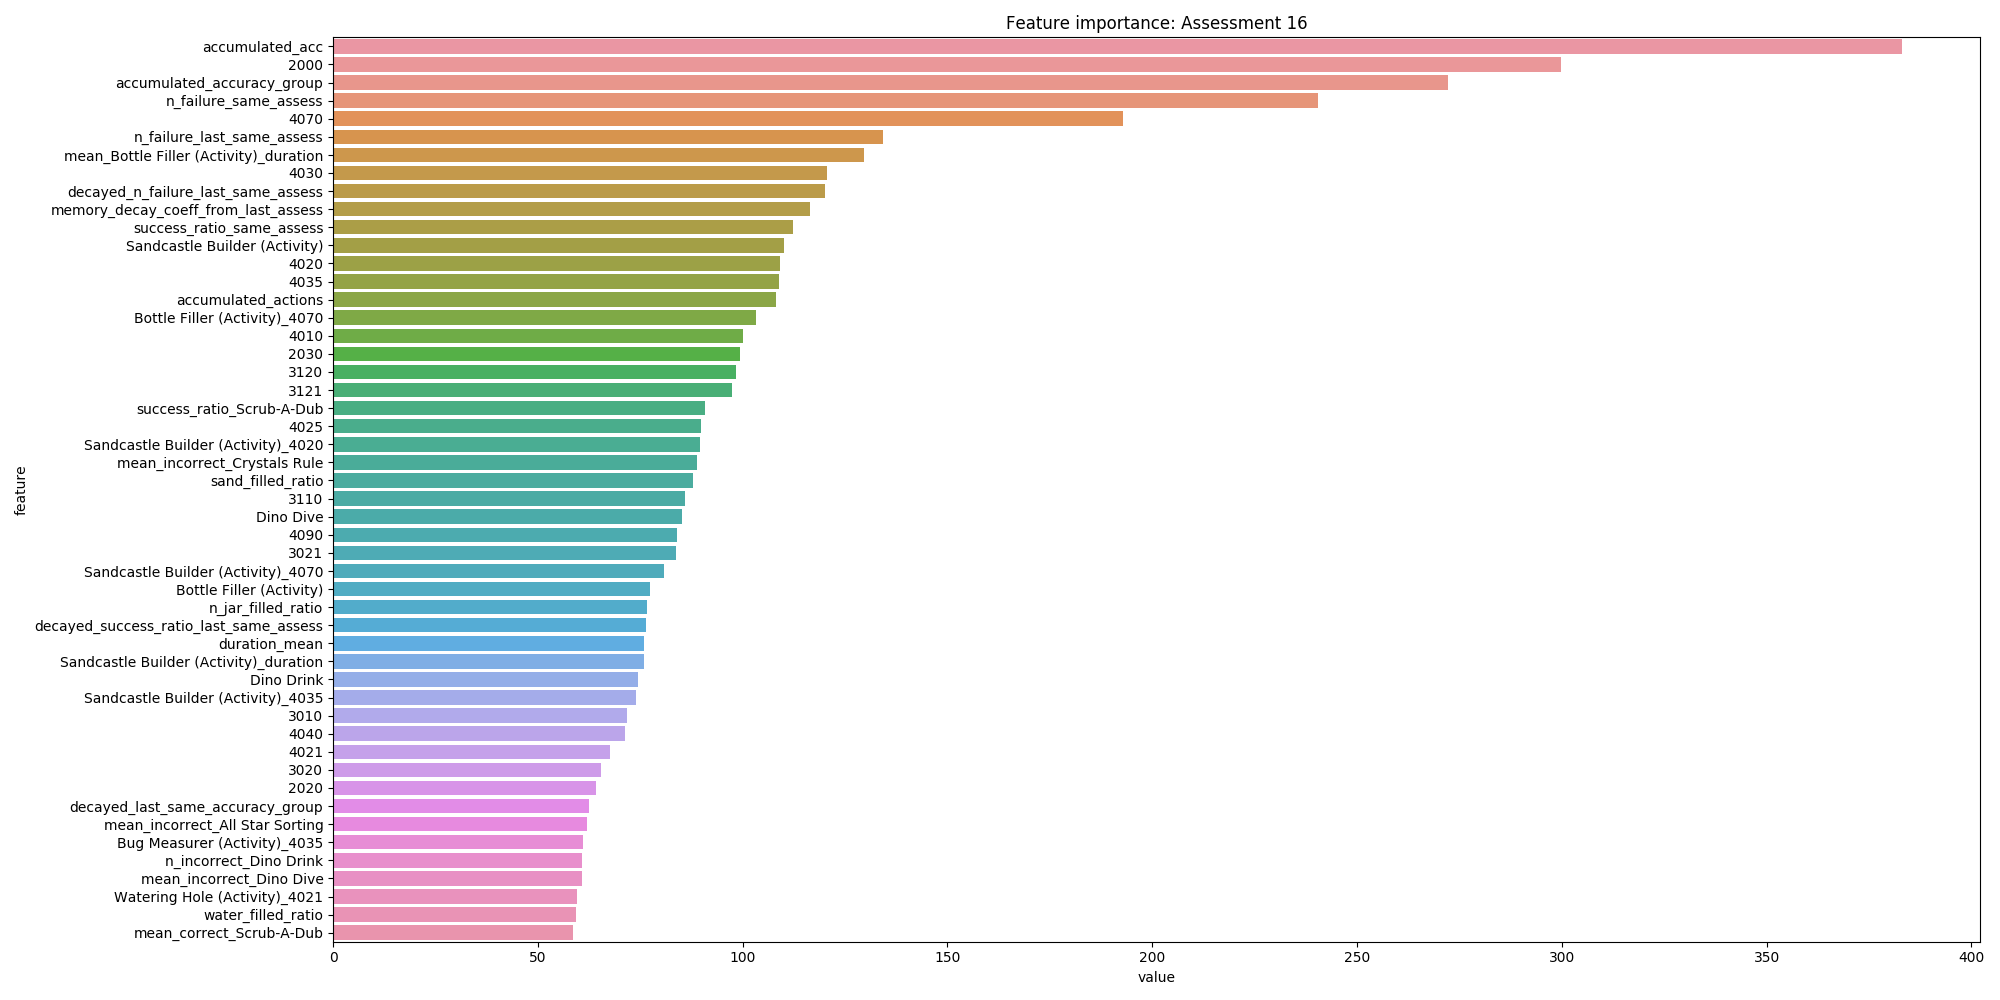 Feature importance: Assessment 16
accumulated_acc
2000
accumulated_accuracy_group
n_failure_same_assess
4070
n_failure_last_same_assess
mean_Bottle Filler (Activity)_duration
4030
decayed_n_failure_last_same_assess
memory_decay_coeff_from_last_assess
success_ratio_same_assess
Sandcastle Builder (Activity)
4020
4035
accumulated_actions
Bottle Filler (Activity)_4070
4010
2030
3120
3121
success_ratio_Scrub-A-Dub
4025
Sandcastle Builder (Activity)_4020
mean_incorrect_Crystals Rule
sand_filled_ratio
3110
Dino Dive
4090
3021
Sandcastle Builder (Activity)_4070
Bottle Filler (Activity)
n_jar_filled_ratio
decayed_success_ratio_last_same_assess
duration_mean
Sandcastle Builder (Activity)_duration
Dino Drink
Sandcastle Builder (Activity)_4035
3010
4040
4021
3020
2020
decayed_last_same_accuracy_group
mean_incorrect_All Star Sorting
Bug Measurer (Activity)_4035
n_incorrect_Dino Drink
mean_incorrect_Dino Dive
Watering Hole (Activity)_4021
water_filled_ratio
mean_correct_Scrub-A-Dub
feature
0 50 100 150 200 250 300 350 400
value